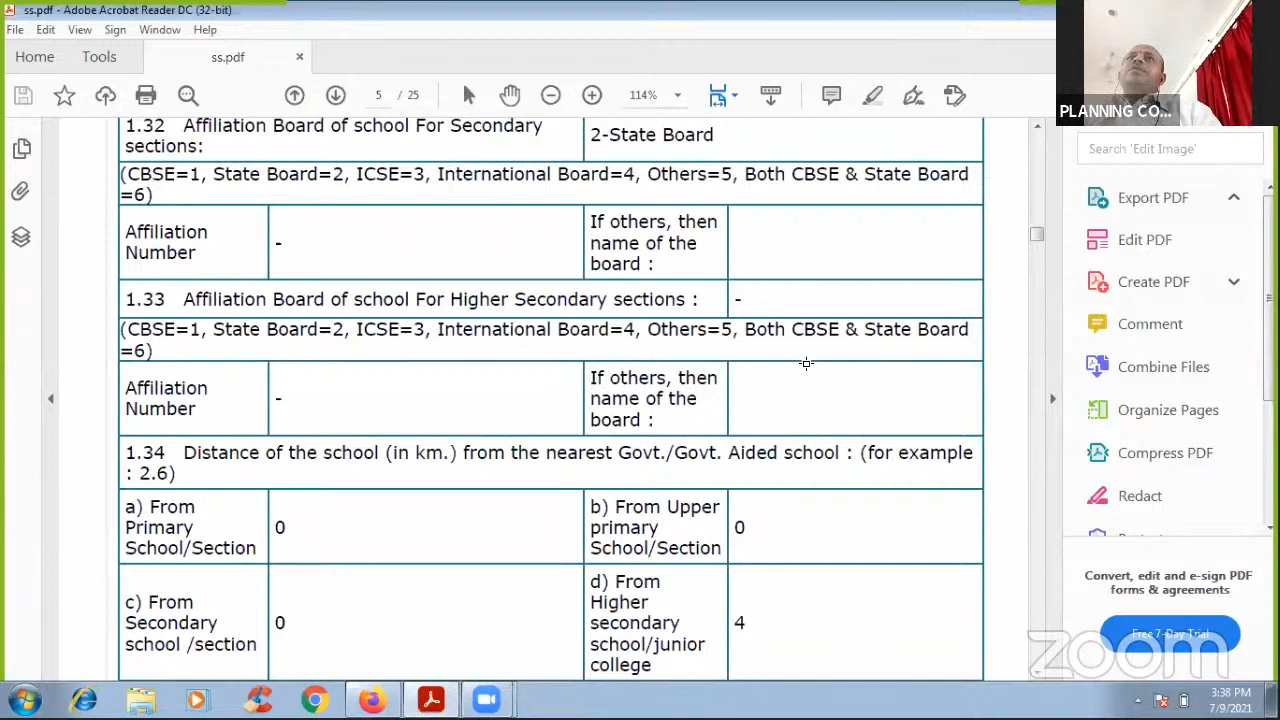 ss.pdf - Adobe Acrobat Reader DC (32-bit)
File Edit View Sign Window Help
Home Tools ss.pdf ×
5 / 25 114%
PLANNING CO...
1.32 Affiliation Board of school For Secondary
sections:
2-State Board
(CBSE=1, State Board=2, ICSE=3, International Board=4, Others=5, Both CBSE & State Board
=6)
Affiliation
Number
-
If others, then
name of the
board :
1.33 Affiliation Board of school For Higher Secondary sections :
-
(CBSE=1, State Board=2, ICSE=3, International Board=4, Others=5, Both CBSE & State Board
=6)
Affiliation
Number
-
If others, then
name of the
board :
1.34 Distance of the school (in km.) from the nearest Govt./Govt. Aided school : (for example
: 2.6)
a) From
Primary
School/Section
0
b) From Upper
primary
School/Section
0
c) From
Secondary
school /section
0
d) From
Higher
secondary
school/junior
college
4
Search 'Edit Image'
Export PDF
Edit PDF
Create PDF
Comment
Combine Files
Organize Pages
Compress PDF
Redact
Convert, edit and e-sign PDF
forms & agreements
Free 7-Day Trial
zoom
3:38 PM
7/9/2021